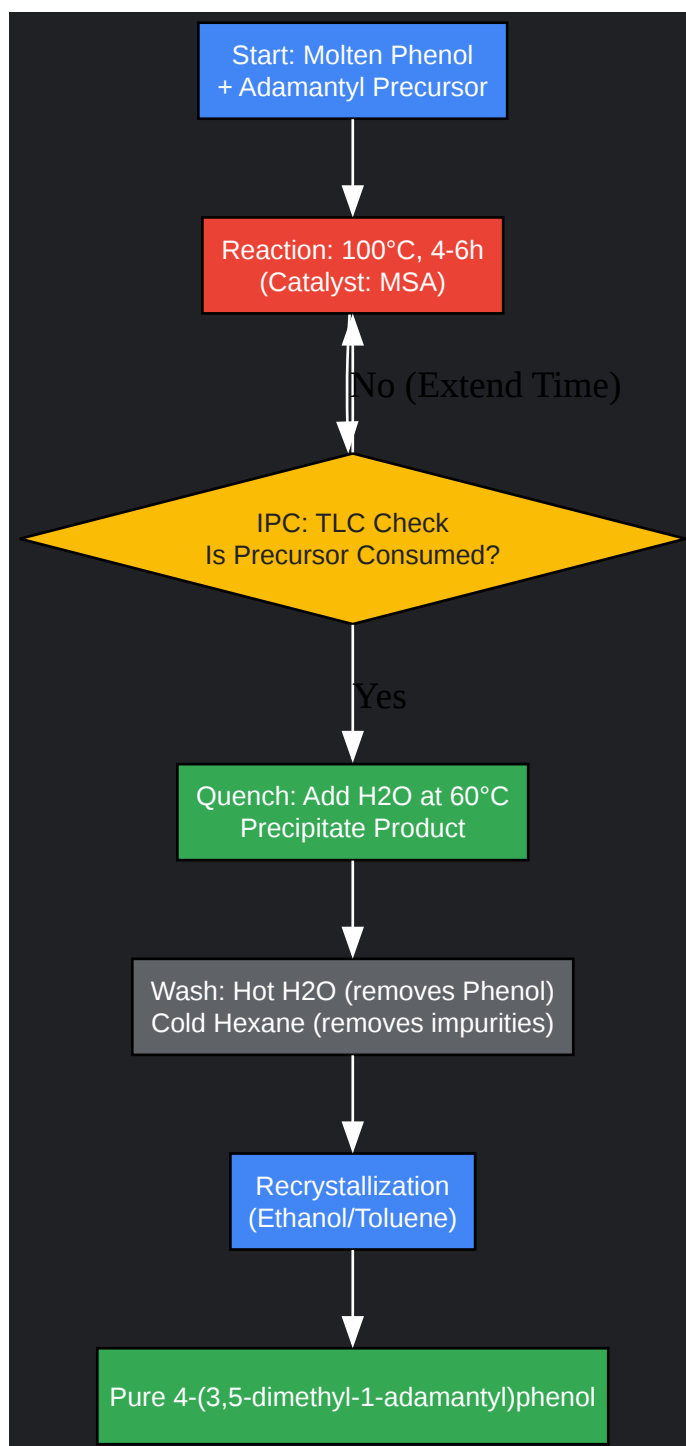 Start: Molten Phenol
+ Adamantyl Precursor
Reaction: 100°C, 4-6h
(Catalyst: MSA)
No (Extend Time)
IPC: TLC Check
Is Precursor Consumed?
Yes
Quench: Add H2O at 60°C
Precipitate Product
Wash: Hot H2O (removes Phenol)
Cold Hexane (removes impurities)
Recrystallization
(Ethanol/Toluene)
Pure 4-(3,5-dimethyl-1-adamantyl)phenol